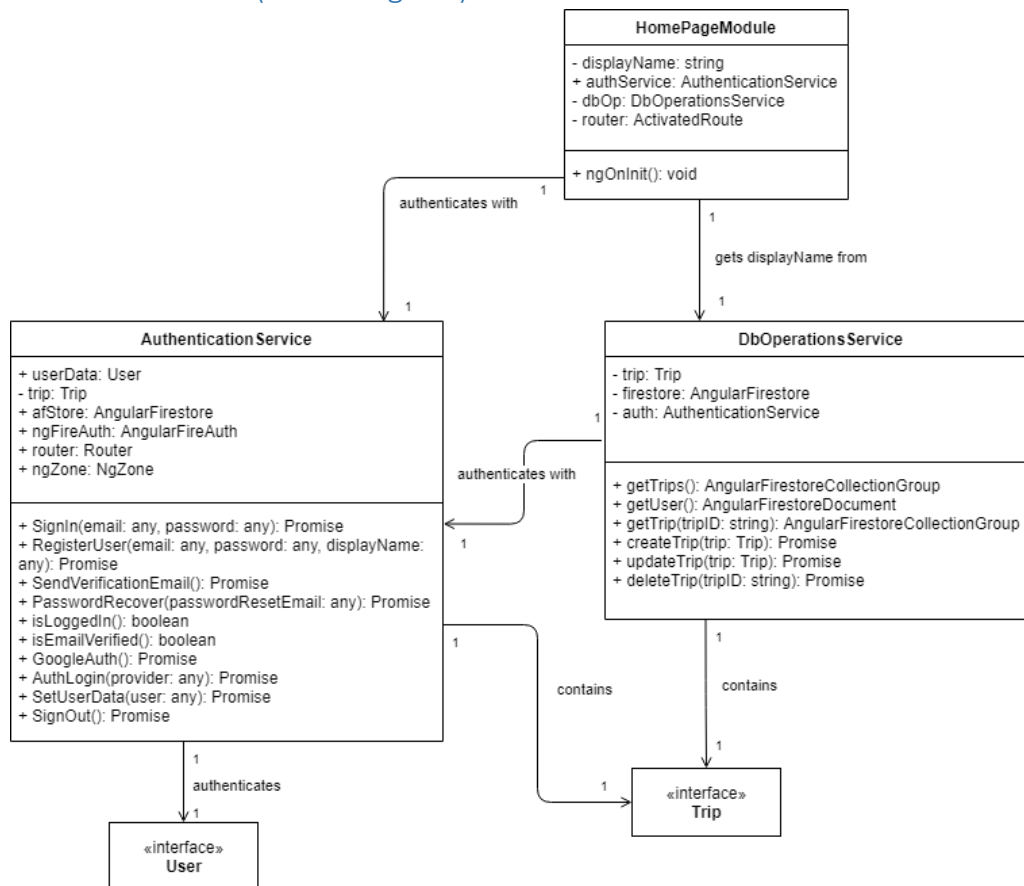 HomePageModule
- displayName: string
+ authService: AuthenticationService
- dbOp: DbOperationsService
- router: ActivatedRoute
+ ngOnInit(): void
1
authenticates with
1
1
gets displayName from
1
AuthenticationService
+ userData: User
- trip: Trip
+ afStore: AngularFirestore
+ ngFireAuth: AngularFireAuth
+ router: Router
+ ngZone: NgZone
+ SignIn(email: any, password: any): Promise
+ RegisterUser(email: any, password: any, displayName:
any): Promise
+ SendVerificationEmail(): Promise
+ PasswordRecover(passwordResetEmail: any): Promise
+ isLoggedIn(): boolean
+ isEmailVerified(): boolean
+ GoogleAuth(): Promise
+ AuthLogin(provider: any): Promise
+ SetUserData(user: any): Promise
+ SignOut(): Promise
DbOperationsService
- trip: Trip
- firestore: AngularFirestore
- auth: AuthenticationService
+ getTrips(): AngularFirestoreCollectionGroup
+ getUser(): AngularFirestoreDocument
+ getTrip(tripID: string): AngularFirestoreCollectionGroup
+ createTrip(trip: Trip): Promise
+ updateTrip(trip: Trip): Promise
+ deleteTrip(tripID: string): Promise
1
authenticates with
1
1
contains
1
1
contains
1
1
authenticates
1
«interface»
Trip
«interface»
User